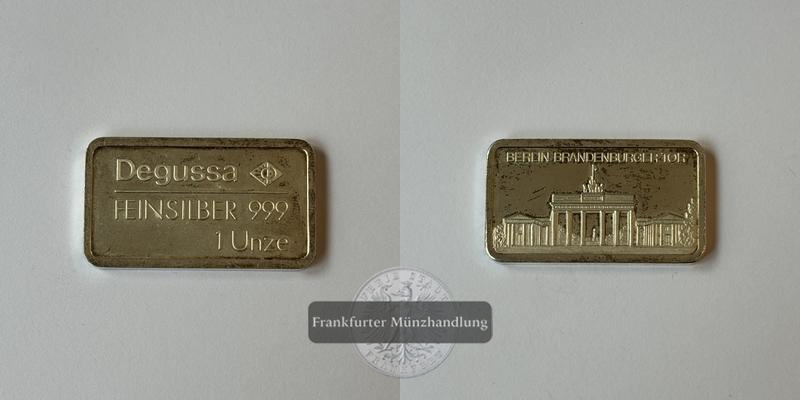 Degussa
FEINSILBER 999
1 Unze
BERLIN BRANDENBURGER TOR
Frankfurter Münzhandlung